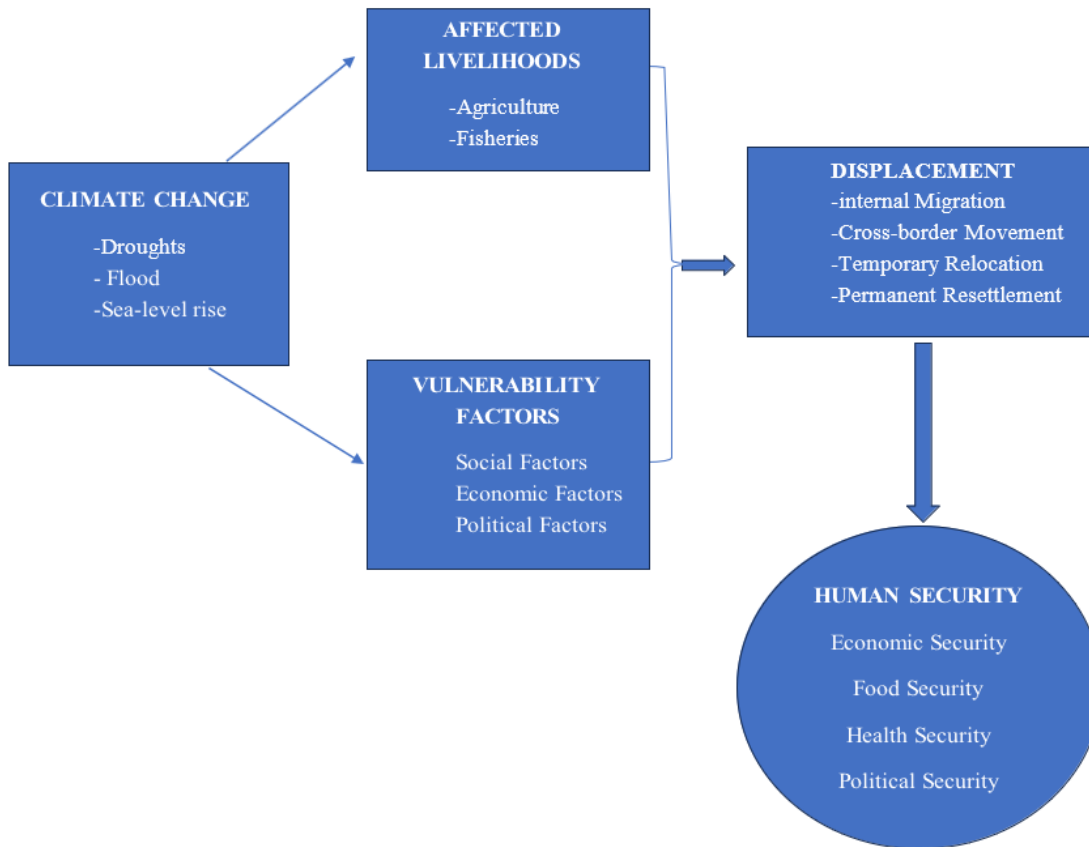 CLIMATE CHANGE
-Droughts
- Flood
-Sea-level rise
AFFECTED
LIVELIHOODS
-Agriculture
-Fisheries
VULNERABILITY
FACTORS
Social Factors
Economic Factors
Political Factors
DISPLACEMENT
-internal Migration
-Cross-border Movement
-Temporary Relocation
-Permanent Resettlement
HUMAN SECURITY
Economic Security
Food Security
Health Security
Political Security